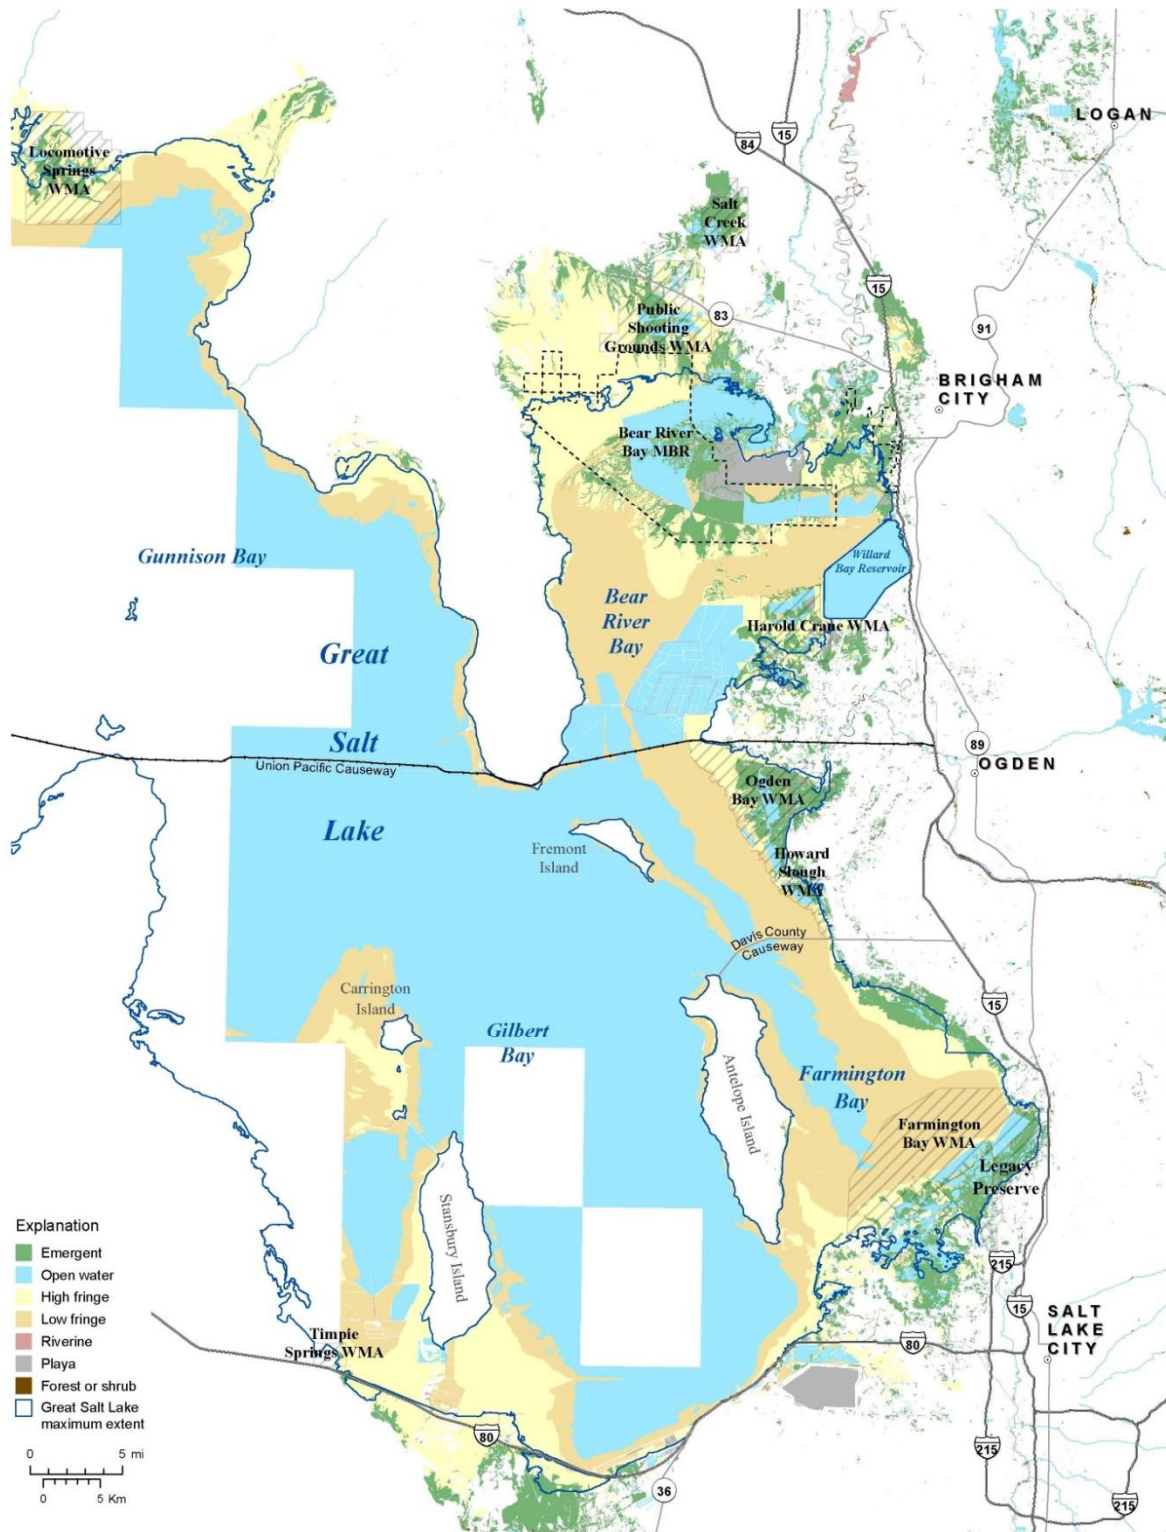 LOGAN
84
15
Locomotive
Springs
WMA
Salt
Creek
WMA
15
Public
Shooting
Grounds WMA
83
91
BRIGHAM
CITY
Bear River
Bay MBR
Gunnison Bay
Willard
Bay Reservoir
Bear
River
Bay
Harold Crane WMA
Great
Salt
Union Pacific Causeway
89
OGDEN
Ogden
Bay WMA
Lake
Fremont
Island
Howard
Slough
WMA
Davis County
Causeway
Carrington
Island
15
Gilbert
Bay
Antelope Island
Farmington
Bay
Farmington
Bay WMA
Legacy
Preserve
Stansbury Island
Explanation
Emergent
Open water
High fringe
Low fringe
Riverine
Playa
Forest or shrub
Great Salt Lake
maximum extent
0 5 mi
0 5 Km
Timpie
Springs WMA
215
15
SALT
LAKE
CITY
80
80
215
36
215